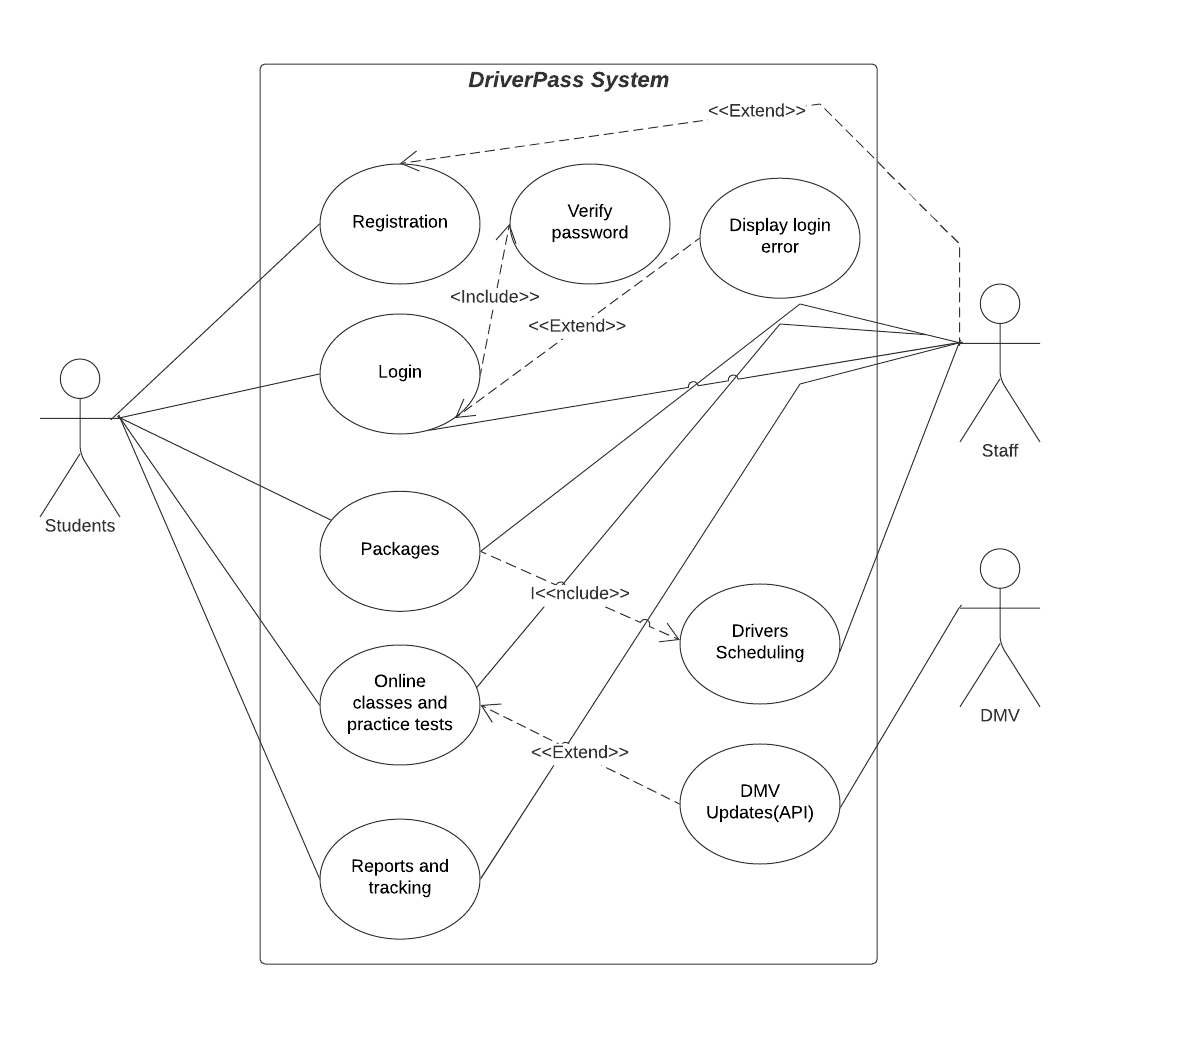 DriverPass System
<<Extend>>
Registration
Verify
password
Display login
error
<Include>>
<<Extend>>
Login
Staff
Students
Packages
I<<nclude>>
Drivers
Scheduling
Online
classes and
practice tests
DMV
<<Extend>>
DMV
Updates(API)
Reports and
tracking